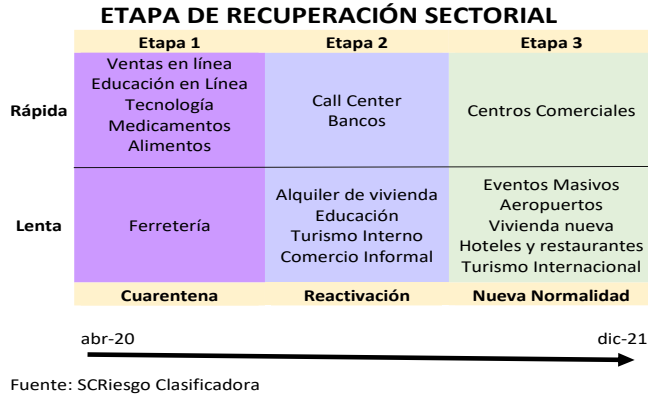 ETAPA DE RECUPERACIÓN SECTORIAL
Etapa 1
Etapa 2
Etapa 3
Rápida
Ventas en línea
Educación en Línea
Tecnología
Medicamentos
Alimentos
Call Center
Bancos
Centros Comerciales
Lenta
Ferretería
Alquiler de vivienda
Educación
Turismo Interno
Comercio Informal
Eventos Masivos
Aeropuertos
Vivienda nueva
Hoteles y restaurantes
Turismo Internacional
Cuarentena
Reactivación
Nueva Normalidad
abr-20
dic-21
Fuente: SCRiesgo Clasificadora